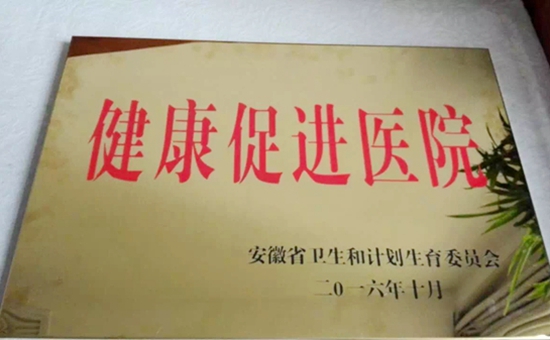 健康促进医院
安徽省卫生和计划生育委员会
二0一六年十月